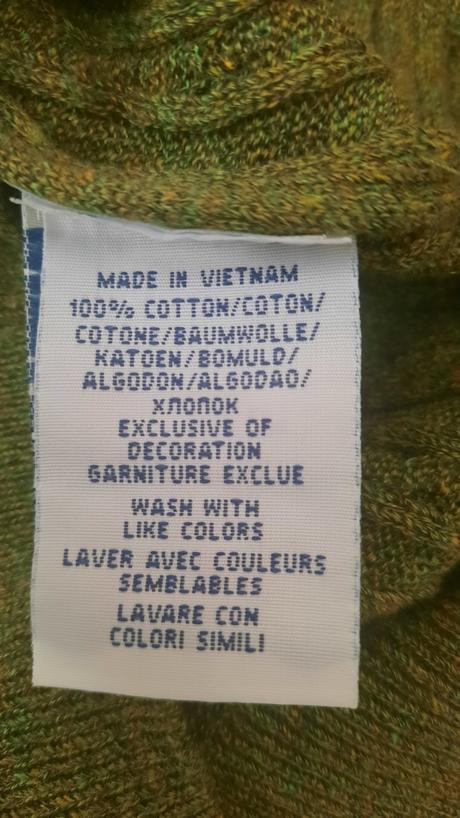 MADE IN VIETNAM
100% COTTON/COTON/
COTONE/BAUMWOLLE/
KATOEN/BOMULD/
ALGODON/ALGODAO/
ХЛОПОК
EXCLUSIVE OF
DECORATION
GARNITURE EXCLUE
WASH WITH
LIKE COLORS
LAVER AVEC COULEURS
SEMBLABLES
LAVARE CON
COLORI SIMILI